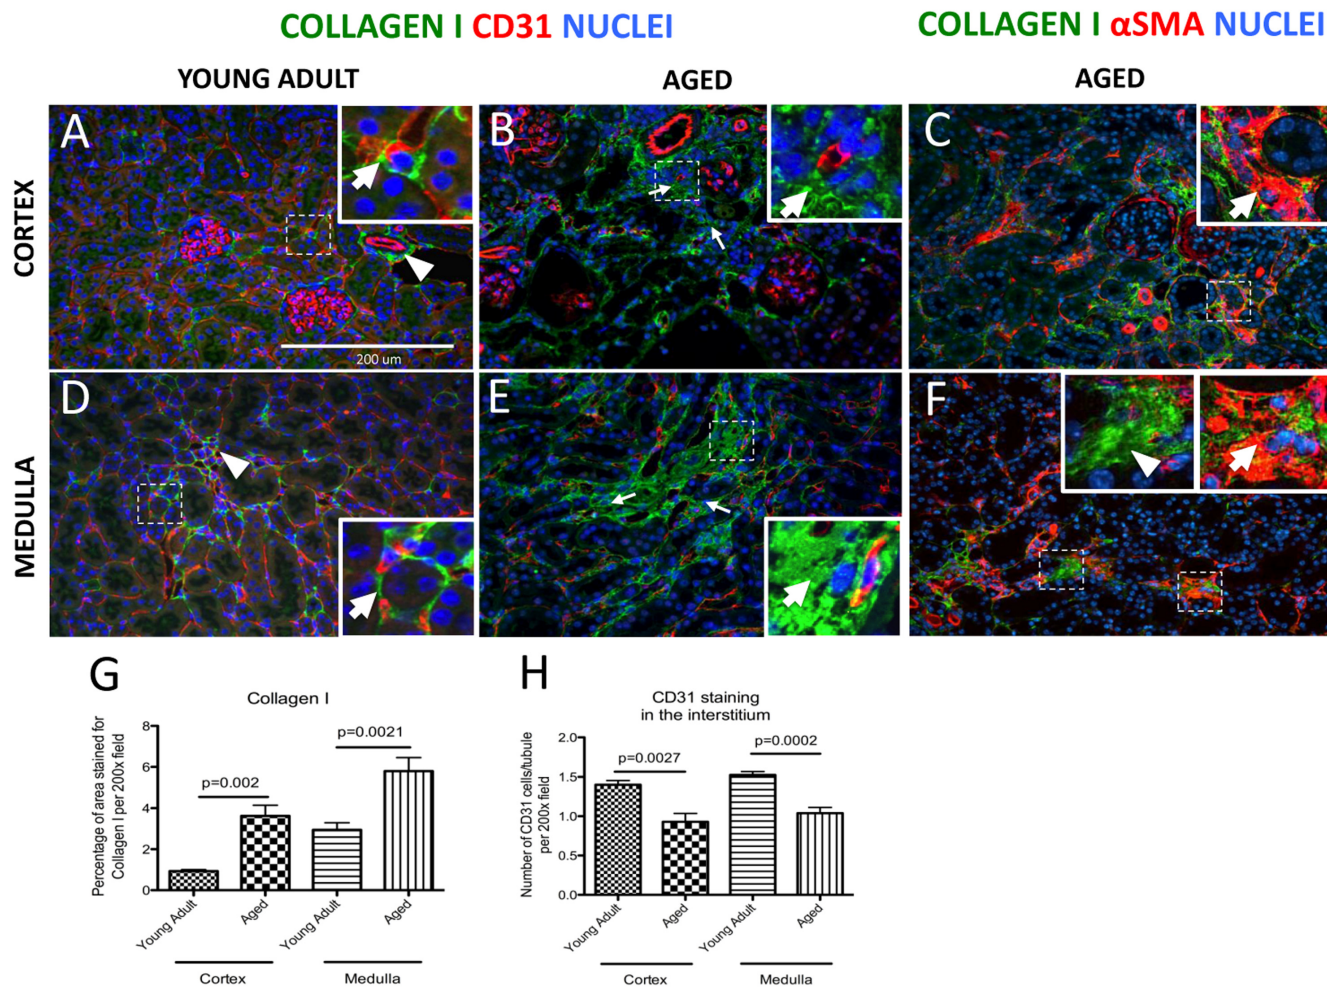 COLLAGEN I CD31 NUCLEI
COLLAGEN I αSMA NUCLEI
YOUNG ADULT
AGED
AGED
CORTEX
A
B
C
200 um
MEDULLA
D
E
F
G
Collagen I
Percentage of area stained for
Collagen I per 200x field
8
6
4
2
0
p=0.002
p=0.0021
Young Adult
Aged
Young Adult
Aged
Cortex
Medulla
H
CD31 staining
in the interstitium
Number of CD31 cells/tubule
per 200x field
2.0
1.5
1.0
0.5
0.0
p=0.0027
p=0.0002
Young Adult
Aged
Young Adult
Aged
Cortex
Medulla